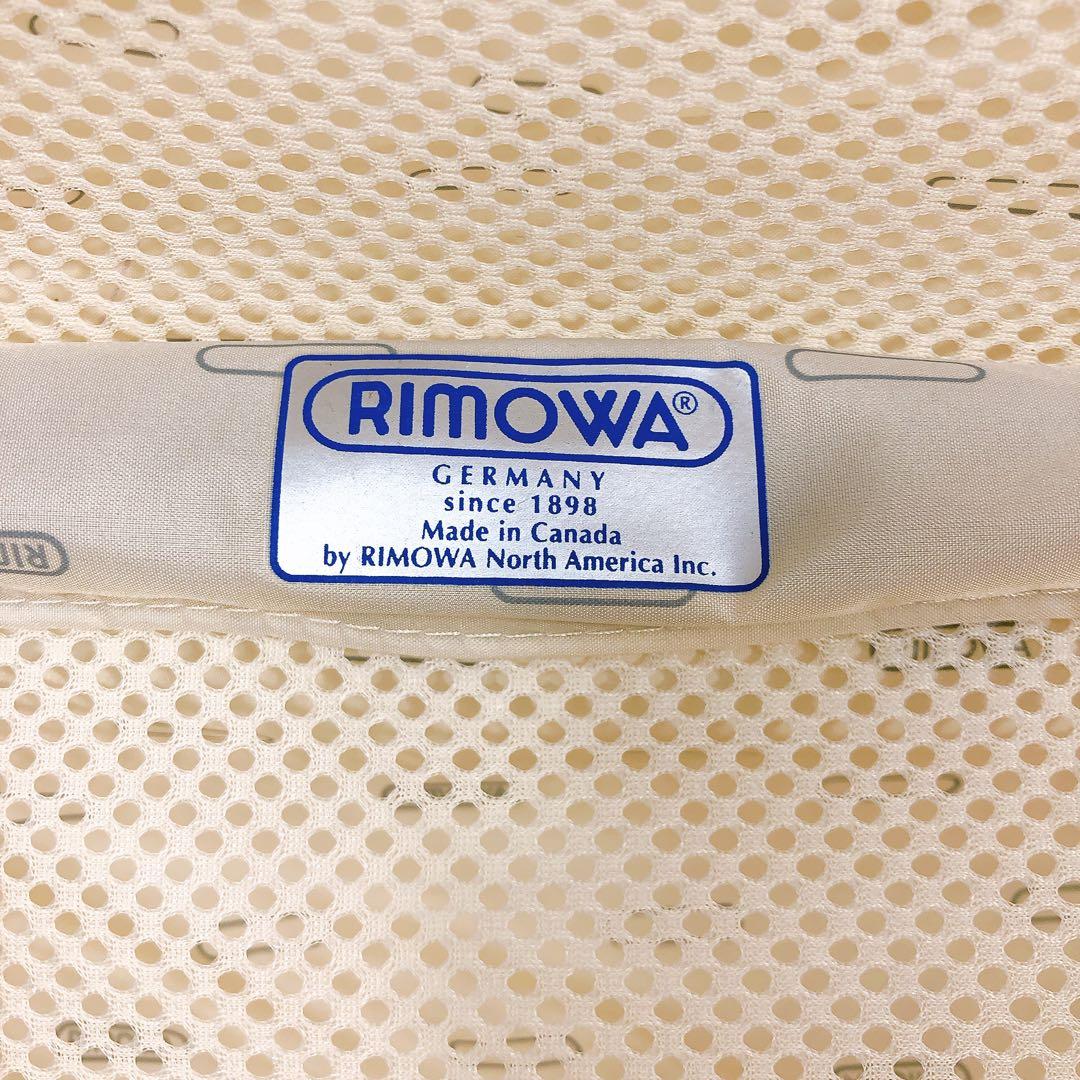 RIMOWA®
GERMANY
since 1898
Made in Canada
by RIMOWA North America Inc.